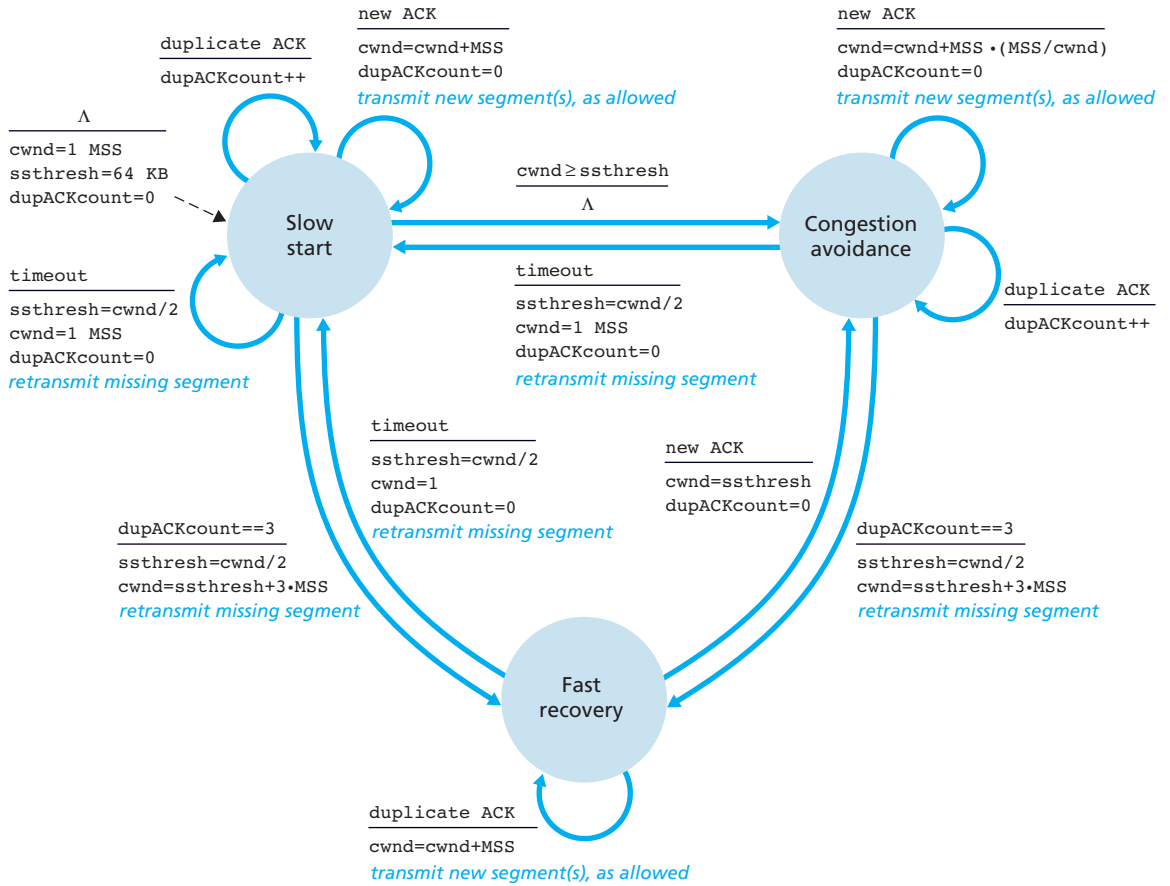 new ACK
cwnd=cwnd+MSS
dupACKcount=0
transmit new segment(s), as allowed
new ACK
cwnd=cwnd+MSS •(MSS/cwnd)
dupACKcount=0
transmit new segment(s), as allowed
duplicate ACK
dupACKcount++
Λ
cwnd=1 MSS
ssthresh=64 KB
dupACKcount=0
Slow
start
cwnd≥ssthresh
Λ
Congestion
avoidance
timeout
ssthresh=cwnd/2
cwnd=1 MSS
dupACKcount=0
retransmit missing segment
timeout
ssthresh=cwnd/2
cwnd=1 MSS
dupACKcount=0
retransmit missing segment
duplicate ACK
dupACKcount++
timeout
ssthresh=cwnd/2
cwnd=1
dupACKcount=0
retransmit missing segment
new ACK
cwnd=ssthresh
dupACKcount=0
dupACKcount==3
ssthresh=cwnd/2
cwnd=ssthresh+3•MSS
retransmit missing segment
dupACKcount==3
ssthresh=cwnd/2
cwnd=ssthresh+3•MSS
retransmit missing segment
Fast
recovery
duplicate ACK
cwnd=cwnd+MSS
transmit new segment(s), as allowed